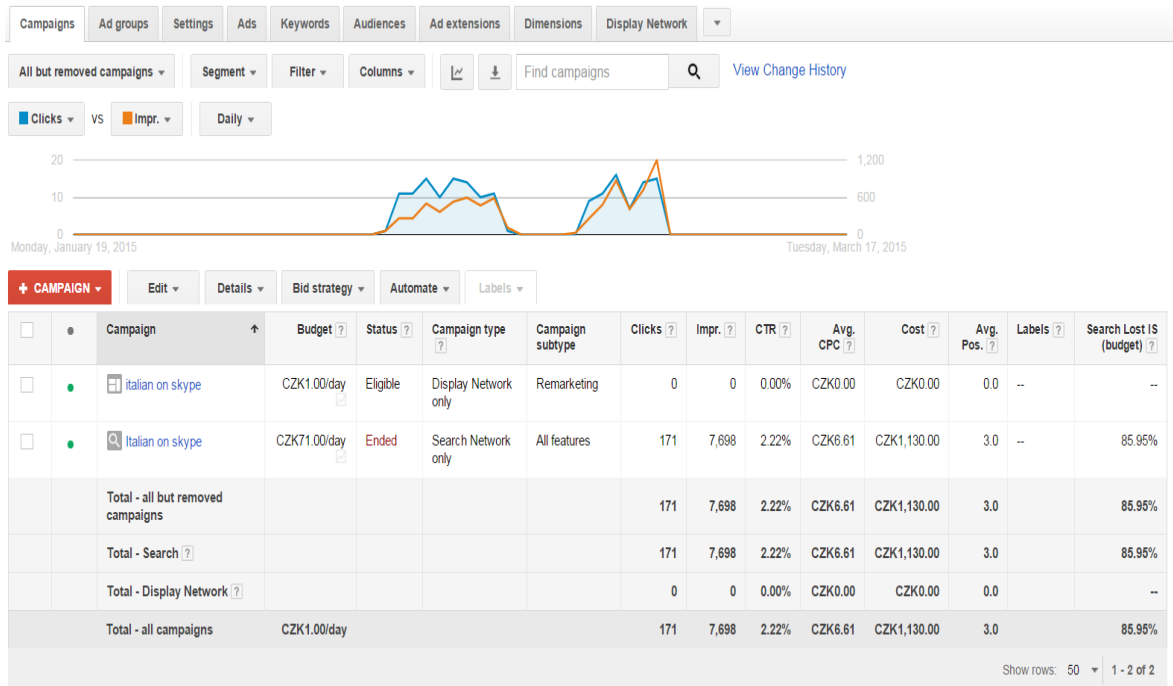 Campaigns Ad groups Settings Ads Keywords Audiences Ad extensions Dimensions Display Network
All but removed campaigns Segment Filter Columns Find campaigns View Change History
Clicks VS Impr. Daily
20 1,200
10 600
0 0
Monday, January 19, 2015 Tuesday, March 17, 2015
+ CAMPAIGN Edit Details Bid strategy Automate Labels
Campaign Budget ? Status ? Campaign type ? Campaign subtype Clicks ? Impr. ? CTR ? Avg. CPC ? Cost ? Avg. Pos. ? Labels ? Search Lost IS (budget) ?
italian on skype CZK1.00/day Eligible Display Network only Remarketing 0 0 0.00% CZK0.00 CZK0.00 0.0 -- --
Italian on skype CZK71.00/day Ended Search Network only All features 171 7,698 2.22% CZK6.61 CZK1,130.00 3.0 -- 85.95%
Total - all but removed campaigns 171 7,698 2.22% CZK6.61 CZK1,130.00 3.0 85.95%
Total - Search ? 171 7,698 2.22% CZK6.61 CZK1,130.00 3.0 85.95%
Total - Display Network ? 0 0 0.00% CZK0.00 CZK0.00 0.0 --
Total - all campaigns CZK1.00/day 171 7,698 2.22% CZK6.61 CZK1,130.00 3.0 85.95%
Show rows: 50 1 - 2 of 2